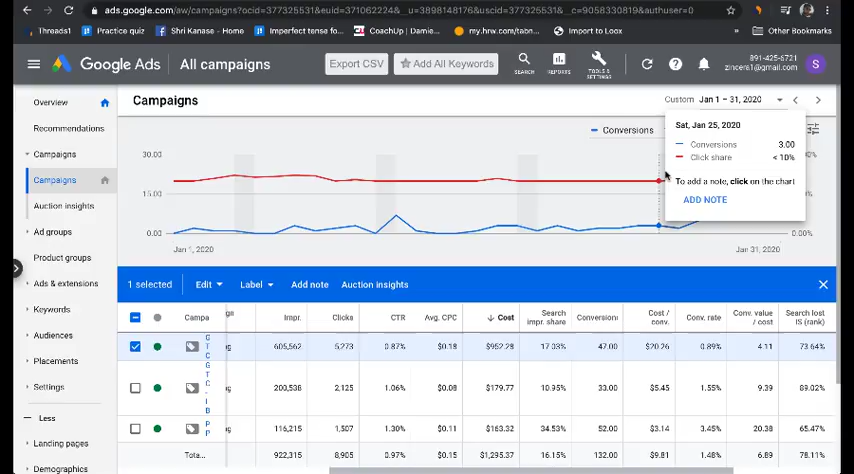 ads.google.com/aw/campaigns?ocid=377325531&euid=371062224&__u=3898148176&uscid=377325531&__c=9058330819&authuser=0
Threads1 Practice quiz Shri Kanase - Home Imperfect tense fo... CoachUp | Damie... my.hrw.com/tabn... Import to Loox » Other Bookmarks
Google Ads All campaigns Export CSV Add All Keywords SEARCH REPORTS TOOLS & SETTINGS 891-425-6721
zincera1@gmail.com S
Overview
Recommendations
Campaigns
Campaigns
Auction insights
Ad groups
Product groups
Ads & extensions
Keywords
Audiences
Placements
Settings
Less
Landing pages
Demographics
Campaigns Custom Jan 1 – 31, 2020
Conversions
Sat, Jan 25, 2020
Conversions 3.00
Click share < 10%
To add a note, click on the chart
ADD NOTE
30.00
15.00
0.00 0.00%
Jan 1, 2020 Jan 31, 2020
1 selected Edit Label Add note Auction insights
Campa Impr. Clicks CTR Avg. CPC Cost Search impr. share Conversions Cost / conv. Conv. rate Conv. value / cost Search lost IS (rank)
605,562 5,273 0.87% $0.18 $952.28 17.03% 47.00 $20.26 0.89% 4.11 73.64%
200,538 2,125 1.06% $0.08 $179.77 10.95% 33.00 $5.45 1.55% 9.39 89.02%
116,215 1,507 1.30% $0.11 $163.32 34.53% 52.00 $3.14 3.45% 20.38 65.47%
Tota... 922,315 8,905 0.97% $0.15 $1,295.37 16.15% 132.00 $9.81 1.48% 6.89 78.11%